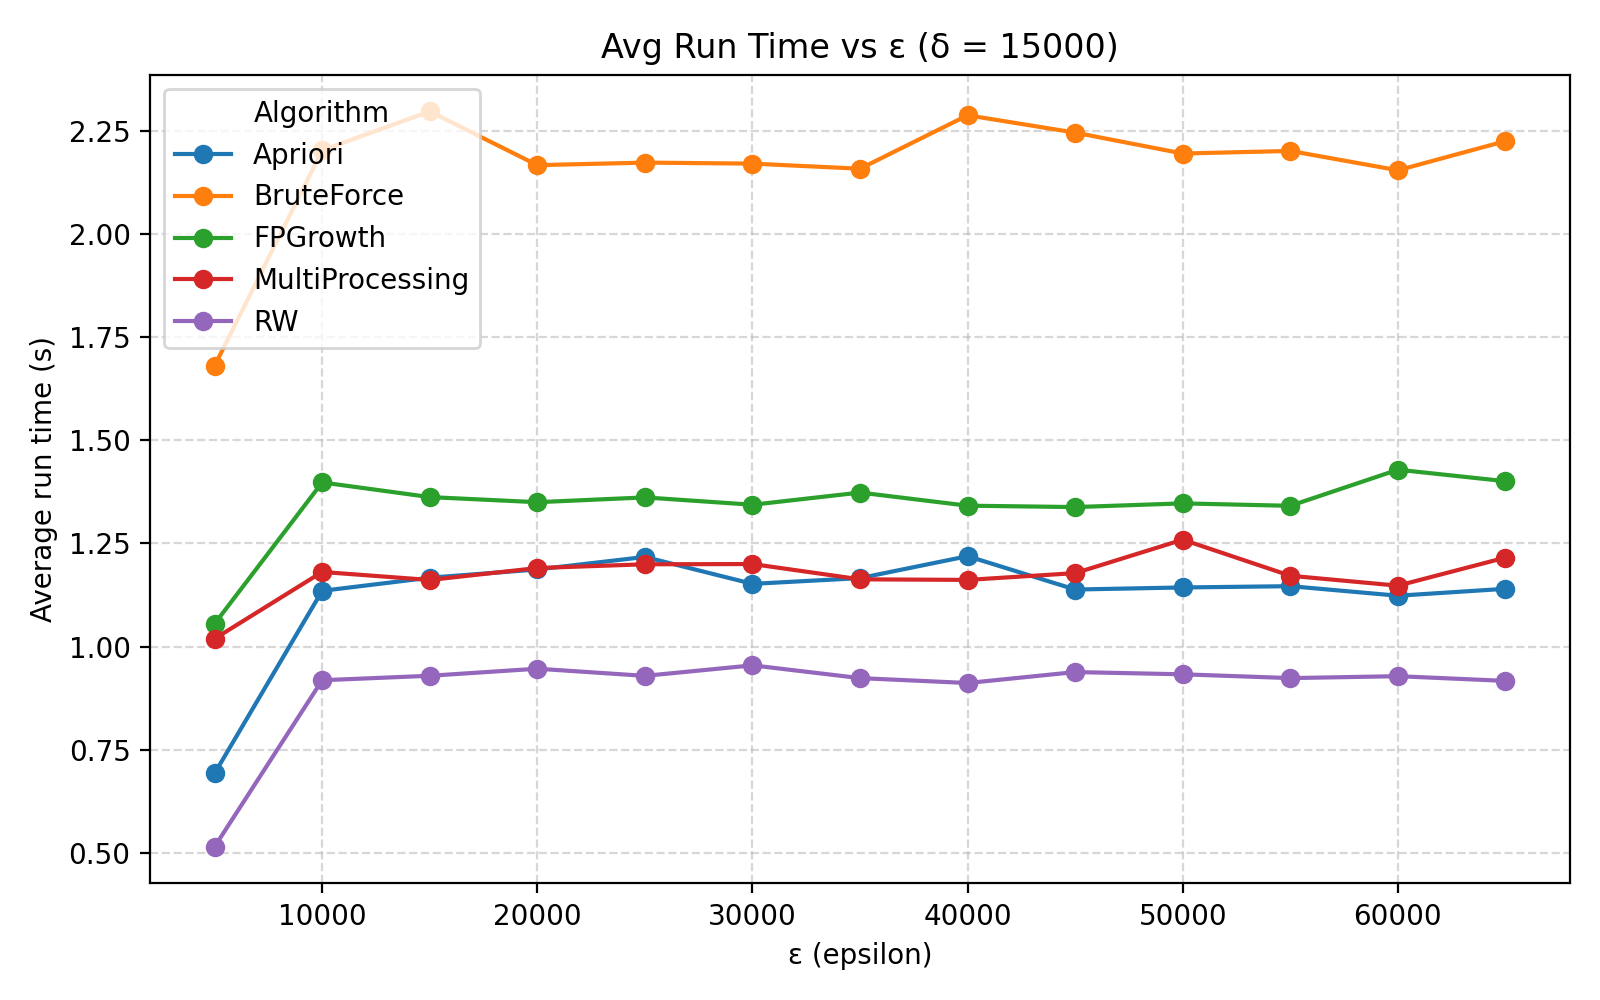 Avg Run Time vs ε (δ = 15000)
Algorithm
Apriori
BruteForce
FPGrowth
MultiProcessing
RW
2.25
2.00
1.75
1.50
1.25
1.00
0.75
0.50
Average run time (s)
10000 20000 30000 40000 50000 60000
ε (epsilon)